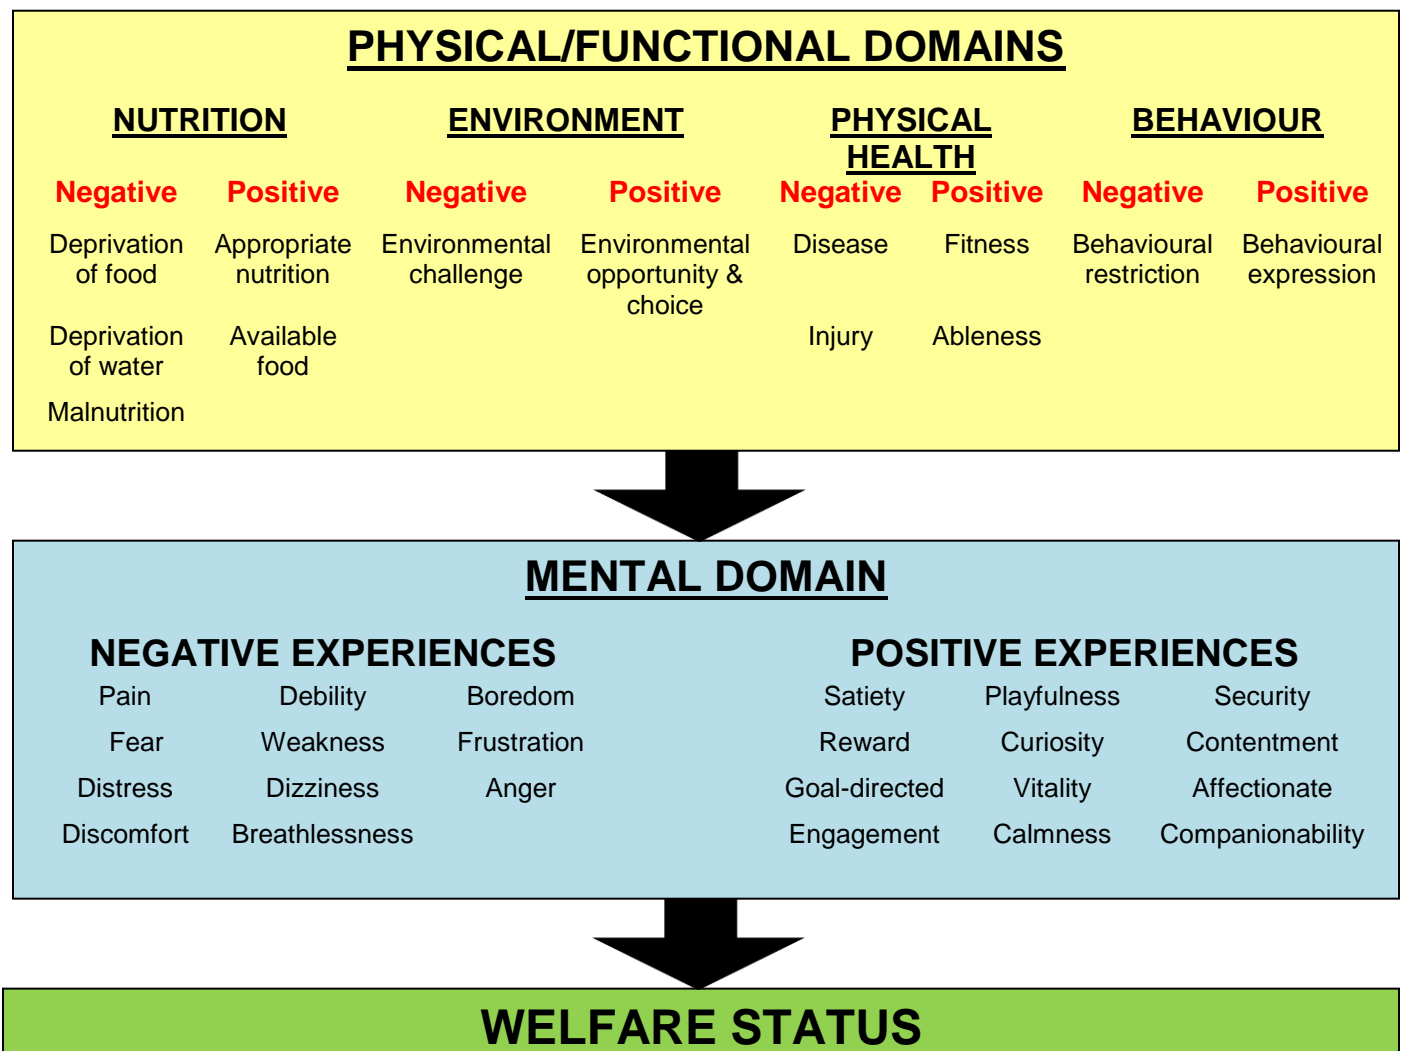 PHYSICAL/FUNCTIONAL DOMAINS
NUTRITION ENVIRONMENT PHYSICAL HEALTH BEHAVIOUR
Negative Positive Negative Positive Negative Positive Negative Positive
Deprivation of food Appropriate nutrition Environmental challenge Environmental opportunity & choice Disease Fitness Behavioural restriction Behavioural expression
Deprivation of water Available food Injury Ableness
Malnutrition
MENTAL DOMAIN
NEGATIVE EXPERIENCES POSITIVE EXPERIENCES
Pain Debility Boredom Satiety Playfulness Security
Fear Weakness Frustration Reward Curiosity Contentment
Distress Dizziness Anger Goal-directed Vitality Affectionate
Discomfort Breathlessness Engagement Calmness Companionability
WELFARE STATUS